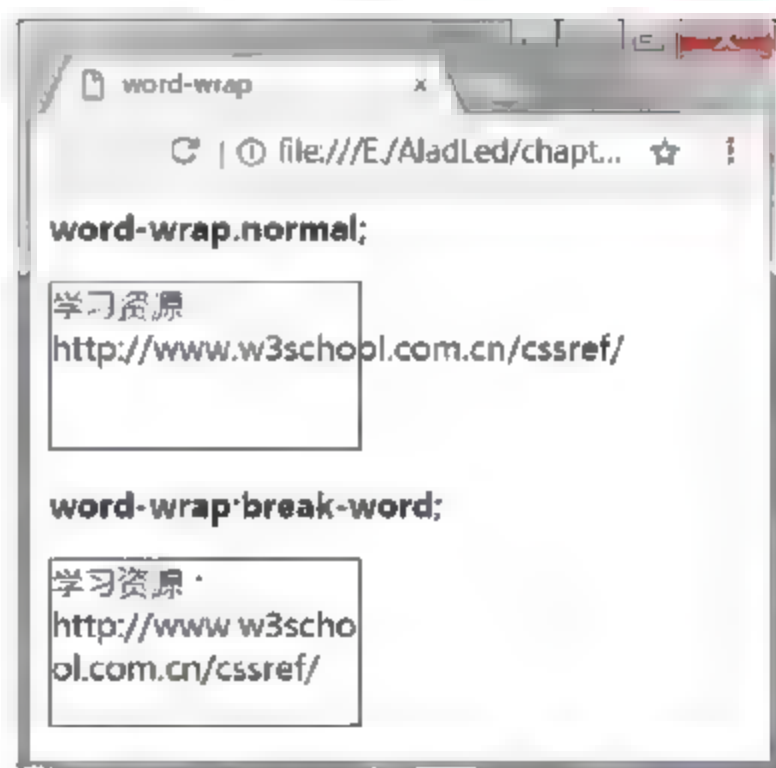 word-wrap
file:///E:/AladLed/chapt...
word-wrap:normal;
学习资源
http://www.w3school.com.cn/cssref/
word-wrap:break-word;
学习资源：
http://www.w3scho
ol.com.cn/cssref/